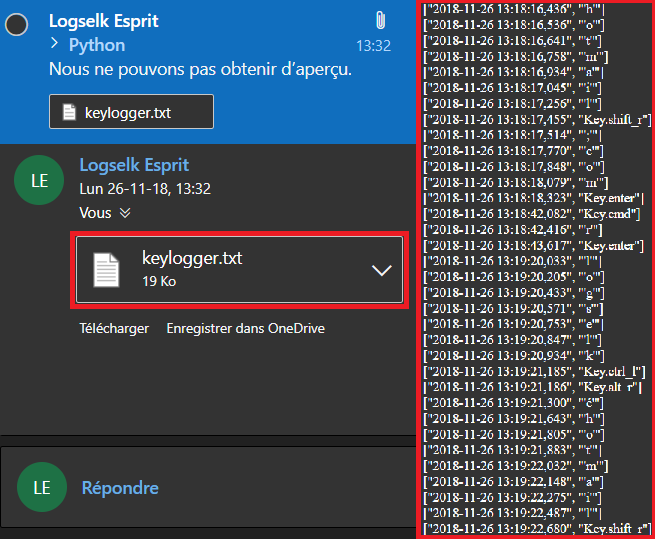 Logselk Esprit
> Python
13:32
Nous ne pouvons pas obtenir d'aperçu.
keylogger.txt
LE
Logselk Esprit
Lun 26-11-18, 13:32
Vous
keylogger.txt
19 Ko
Télécharger Enregistrer dans OneDrive
LE
Répondre
["2018-11-26 13:18:16,436", "'h'"]
["2018-11-26 13:18:16,536", "'o'"]
["2018-11-26 13:18:16,641", "'t'"]
["2018-11-26 13:18:16,758", "'m'"]
["2018-11-26 13:18:16,934", "'a'"]
["2018-11-26 13:18:17,045", "'i'"]
["2018-11-26 13:18:17,256", "'l'"]
["2018-11-26 13:18:17,455", "Key.shift_r"]
["2018-11-26 13:18:17,514", "';'"]
["2018-11-26 13:18:17,770", "'c'"]
["2018-11-26 13:18:17,848", "'o'"]
["2018-11-26 13:18:18,079", "'m'"]
["2018-11-26 13:18:18,323", "Key.enter"]
["2018-11-26 13:18:42,082", "Key.cmd"]
["2018-11-26 13:18:42,416", "'r'"]
["2018-11-26 13:18:43,617", "Key.enter"]
["2018-11-26 13:19:20,033", "'l'"]
["2018-11-26 13:19:20,205", "'o'"]
["2018-11-26 13:19:20,433", "'g'"]
["2018-11-26 13:19:20,571", "'s'"]
["2018-11-26 13:19:20,753", "'e'"]
["2018-11-26 13:19:20,847", "'l'"]
["2018-11-26 13:19:20,934", "'k'"]
["2018-11-26 13:19:21,185", "Key.ctrl_l"]
["2018-11-26 13:19:21,186", "Key.alt_r"]
["2018-11-26 13:19:21,300", "'é'"]
["2018-11-26 13:19:21,643", "'h'"]
["2018-11-26 13:19:21,805", "'o'"]
["2018-11-26 13:19:21,883", "'t'"]
["2018-11-26 13:19:22,032", "'m'"]
["2018-11-26 13:19:22,148", "'a'"]
["2018-11-26 13:19:22,275", "'i'"]
["2018-11-26 13:19:22,487", "'l'"]
["2018-11-26 13:19:22,680", "Key.shift_r"]